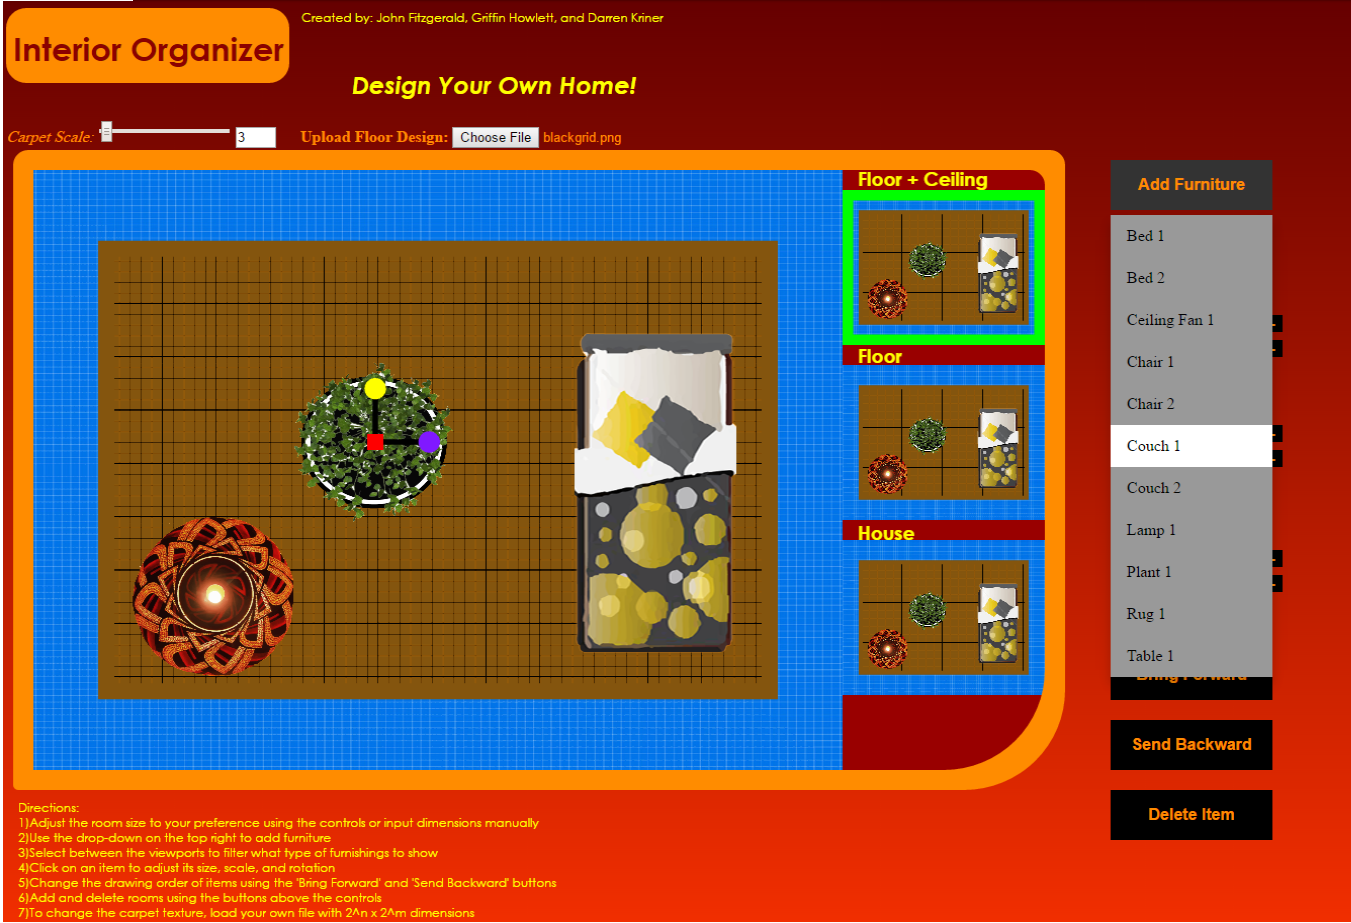 Created by: John Fitzgerald, Griffin Howlett, and Darren Kriner
Interior Organizer
Design Your Own Home!
Carpet Scale:
3
Upload Floor Design: Choose File blackgrid.png
Floor + Ceiling
Floor
House
Add Furniture
Bed 1
Bed 2
Ceiling Fan 1
Chair 1
Chair 2
Couch 1
Couch 2
Lamp 1
Plant 1
Rug 1
Table 1
Bring Forward
Send Backward
Delete Item
Directions:
1)Adjust the room size to your preference using the controls or input dimensions manually
2)Use the drop-down on the top right to add furniture
3)Select between the viewports to filter what type of furnishings to show
4)Click on an item to adjust its size, scale, and rotation
5)Change the drawing order of items using the 'Bring Forward' and 'Send Backward' buttons
6)Add and delete rooms using the buttons above the controls
7)To change the carpet texture, load your own file with 2^n x 2^m dimensions